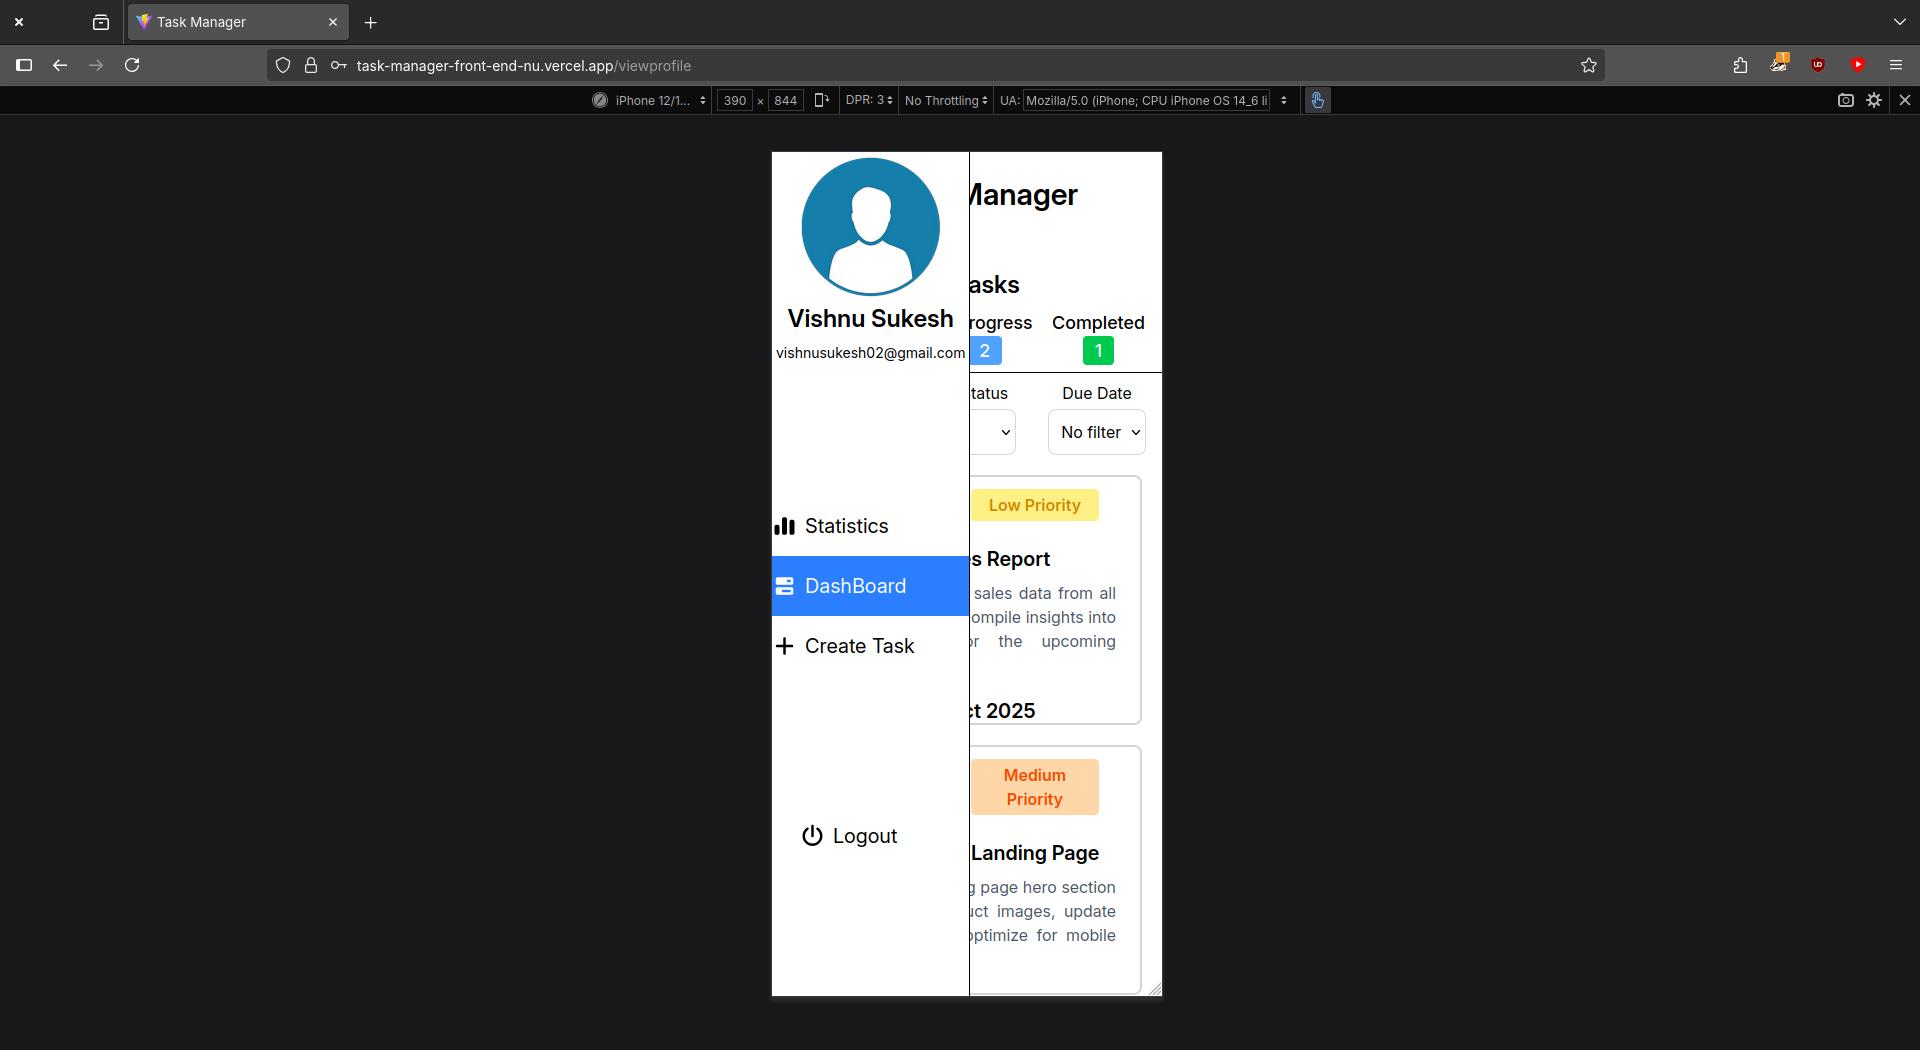 Task Manager
task-manager-front-end-nu.vercel.app/viewprofile
1
iPhone 12/1... 390 × 844 DPR: 3 No Throttling UA: Mozilla/5.0 (iPhone; CPU iPhone OS 14_6 li
Vishnu Sukesh
vishnusukesh02@gmail.com
Statistics
DashBoard
Create Task
Logout
Manager
asks
rogress Completed
2 1
tatus Due Date
No filter
Low Priority
s Report
sales data from all
ompile insights into
or the upcoming
ct 2025
Medium
Priority
Landing Page
g page hero section
uct images, update
optimize for mobile